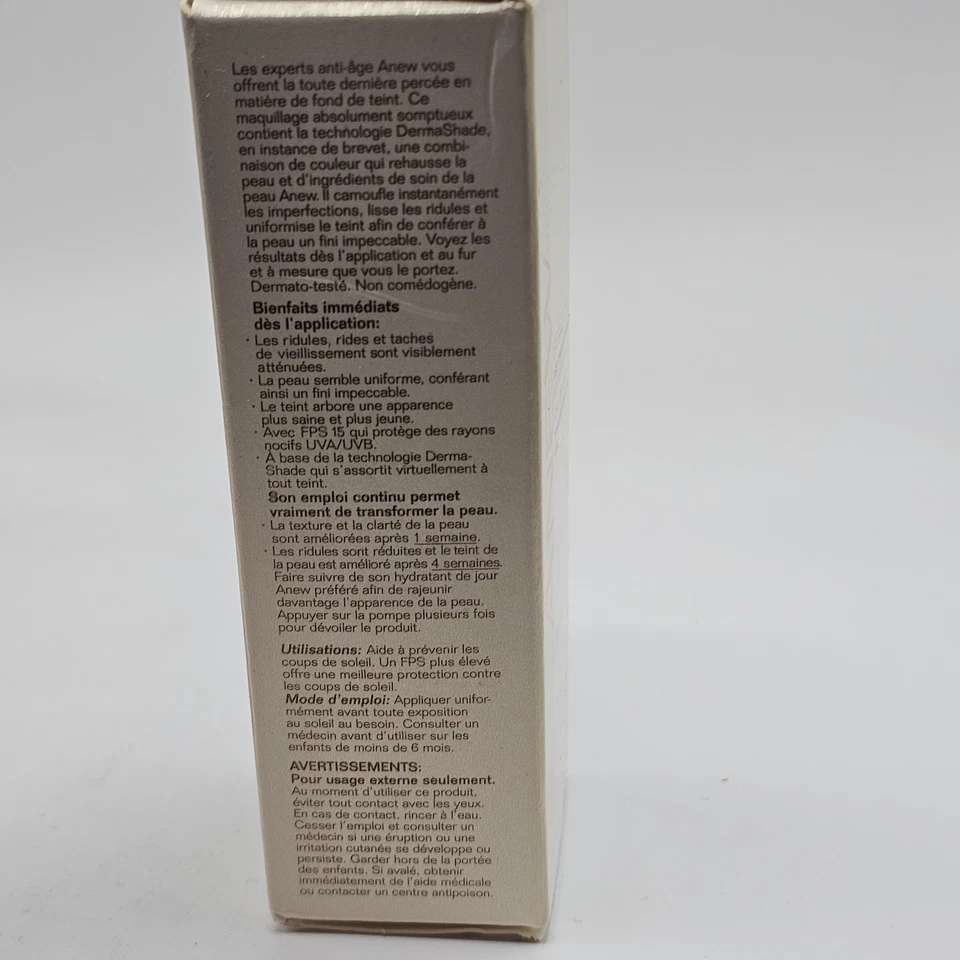 Les experts anti-âge Anew vous
offrent la toute dernière percée en
matière de fond de teint. Ce
maquillage absolument somptueux
contient la technologie DermaShade,
en instance de brevet, une combi-
naison de couleur qui rehausse la
peau et d'ingrédients de soin de la
peau Anew. Il camoufle instantanément
les imperfections, lisse les ridules et
uniformise le teint afin de conférer à
la peau un fini impeccable. Voyez les
résultats dès l'application et au fur
et à mesure que vous le portez.
Dermato-testé. Non comédogène.
Bienfaits immédiats
dès l'application:
· Les ridules, rides et taches
de vieillissement sont visiblement
atténuées.
· La peau semble uniforme, conférant
ainsi un fini impeccable.
· Le teint arbore une apparence
plus saine et plus jeune.
· Avec FPS 15 qui protège des rayons
nocifs UVA/UVB.
· À base de la technologie Derma-
Shade qui s'assortit virtuellement à
tout teint.
Son emploi continu permet
vraiment de transformer la peau.
· La texture et la clarté de la peau
sont améliorées après 1 semaine.
· Les ridules sont réduites et le teint de
la peau est amélioré après 4 semaines.
Faire suivre de son hydratant de jour
Anew préféré afin de rajeunir
davantage l'apparence de la peau.
Appuyer sur la pompe plusieurs fois
pour dévoiler le produit.
Utilisations: Aide à prévenir les
coups de soleil. Un FPS plus élevé
offre une meilleure protection contre
les coups de soleil.
Mode d'emploi: Appliquer unifor-
mément avant toute exposition
au soleil au besoin. Consulter un
médecin avant d'utiliser sur les
enfants de moins de 6 mois.
AVERTISSEMENTS:
Pour usage externe seulement.
Au moment d'utiliser ce produit,
éviter tout contact avec les yeux.
En cas de contact, rincer à l'eau.
Cesser l'emploi et consulter un
médecin si une éruption ou une
irritation cutanée se développe ou
persiste. Garder hors de la portée
des enfants. Si avalé, obtenir
immédiatement de l'aide médicale
ou contacter un centre antipoison.